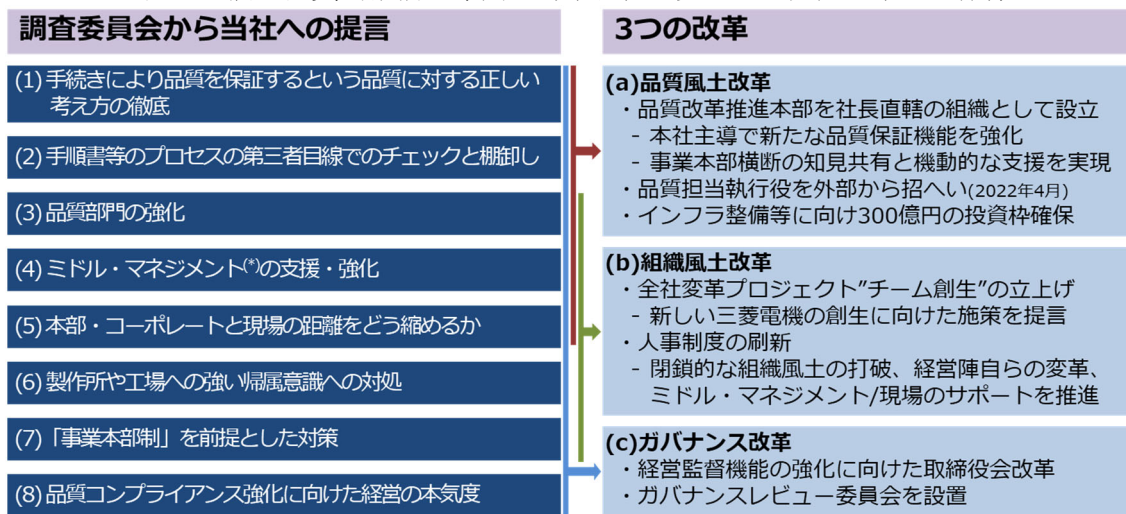 調査委員会から当社への提言
(1)手続きにより品質を保証するという品質に対する正しい
考え方の徹底
(2)手順書等のプロセスの第三者目線でのチェックと棚卸し
(3)品質部門の強化
(4)ミドル・マネジメント(*)の支援・強化
(5)本部・コーポレートと現場の距離をどう縮めるか
(6)製作所や工場への強い帰属意識への対処
(7)「事業本部制」を前提とした対策
(8)品質コンプライアンス強化に向けた経営の本気度
3つの改革
(a)品質風土改革
・品質改革推進本部を社長直轄の組織として設立
- 本社主導で新たな品質保証機能を強化
- 事業本部横断の知見共有と機動的な支援を実現
・品質担当執行役を外部から招へい(2022年4月)
・インフラ整備等に向け300億円の投資枠確保
(b)組織風土改革
・全社変革プロジェクト”チーム創生”の立上げ
- 新しい三菱電機の創生に向けた施策を提言
・人事制度の刷新
- 閉鎖的な組織風土の打破、経営陣自らの変革、
ミドル・マネジメント/現場のサポートを推進
(c)ガバナンス改革
・経営監督機能の強化に向けた取締役会改革
・ガバナンスレビュー委員会を設置